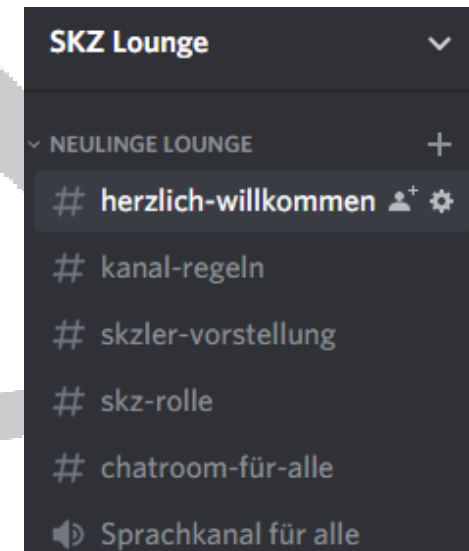 SKZ Lounge
NEULINGE LOUNGE
# herzlich-willkommen
# kanal-regeln
# skzler-vorstellung
# skz-rolle
# chatroom-für-alle
Sprachkanal für alle